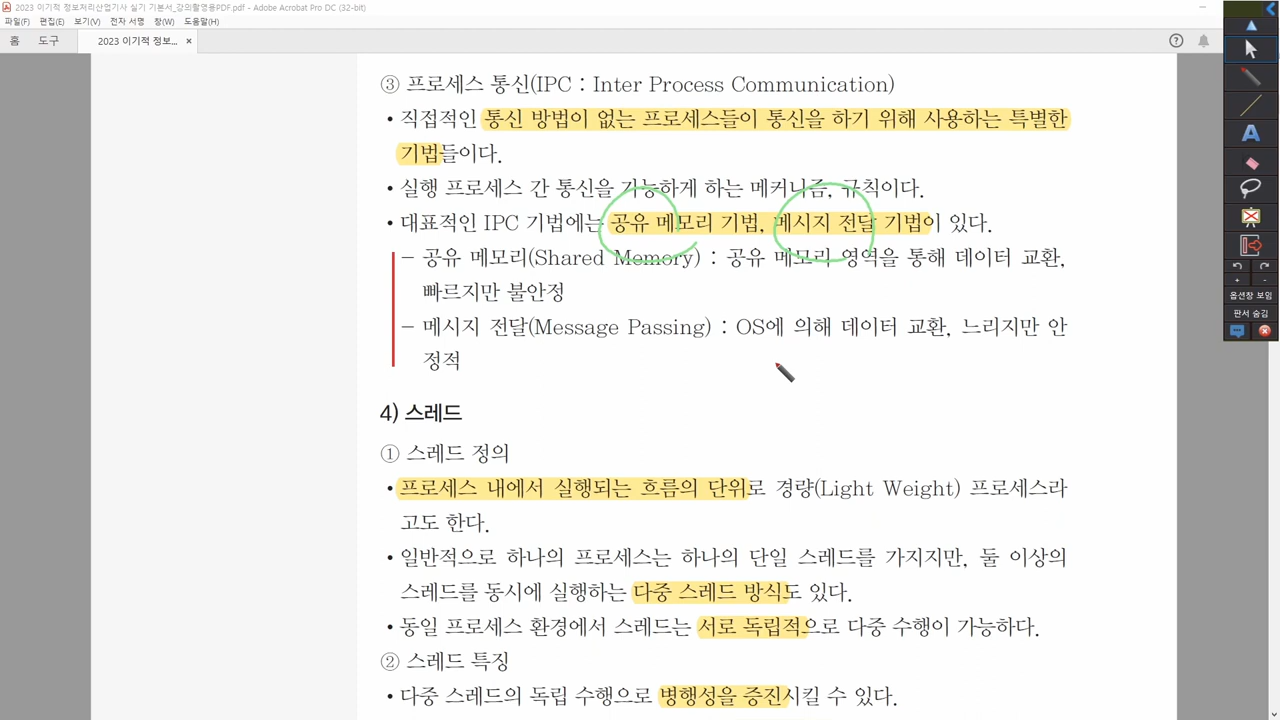 2023 이기적 정보처리산업기사 실기 기본서_강의촬영용PDF.pdf - Adobe Acrobat Pro DC (32-bit)
파일(F) 편집(E) 보기(V) 전자 서명 창(W) 도움말(H)
홈 도구 2023 이기적 정보... ×
③ 프로세스 통신(IPC : Inter Process Communication)
• 직접적인 통신 방법이 없는 프로세스들이 통신을 하기 위해 사용하는 특별한
기법들이다.
• 실행 프로세스 간 통신을 가능하게 하는 메커니즘, 규칙이다.
• 대표적인 IPC 기법에는 공유 메모리 기법, 메시지 전달 기법이 있다.
– 공유 메모리(Shared Memory) : 공유 메모리 영역을 통해 데이터 교환,
빠르지만 불안정
– 메시지 전달(Message Passing) : OS에 의해 데이터 교환, 느리지만 안
정적
4) 스레드
① 스레드 정의
• 프로세스 내에서 실행되는 흐름의 단위로 경량(Light Weight) 프로세스라
고도 한다.
• 일반적으로 하나의 프로세스는 하나의 단일 스레드를 가지지만, 둘 이상의
스레드를 동시에 실행하는 다중 스레드 방식도 있다.
• 동일 프로세스 환경에서 스레드는 서로 독립적으로 다중 수행이 가능하다.
② 스레드 특징
• 다중 스레드의 독립 수행으로 병행성을 증진시킬 수 있다.
A
+ -
옵션창 보임
판서 숨김